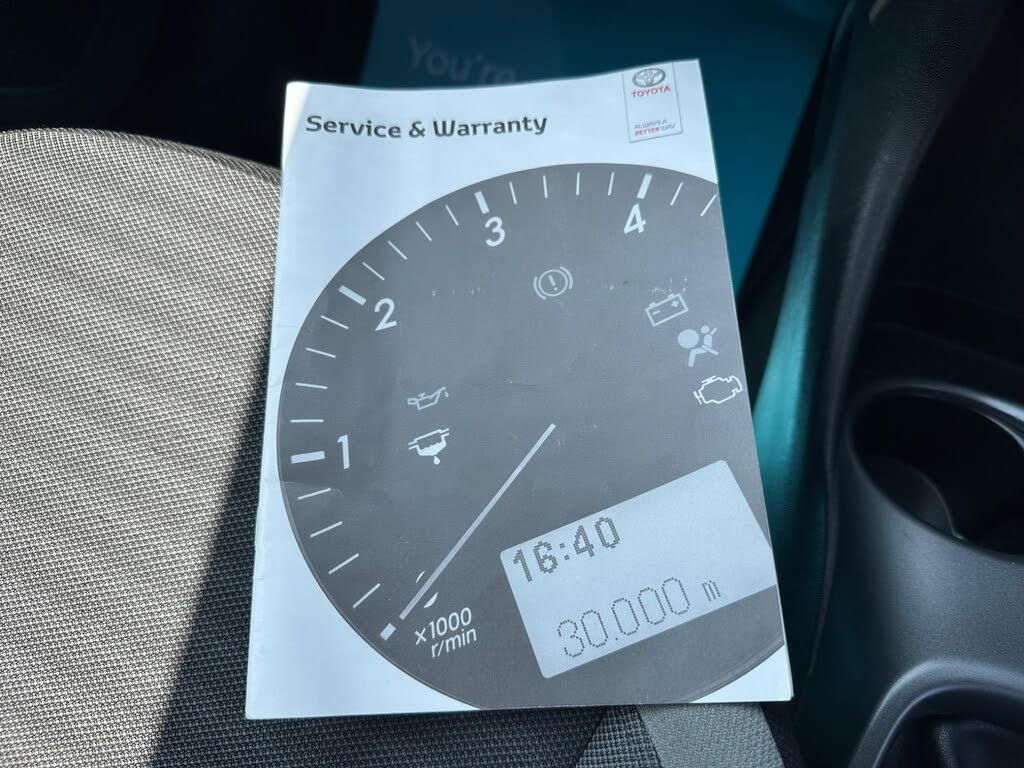 You're
Service & Warranty
TOYOTA
ALWAYS A
BETTER WAY
3
4
2
1
16:40
30.000 m
x1000
r/min